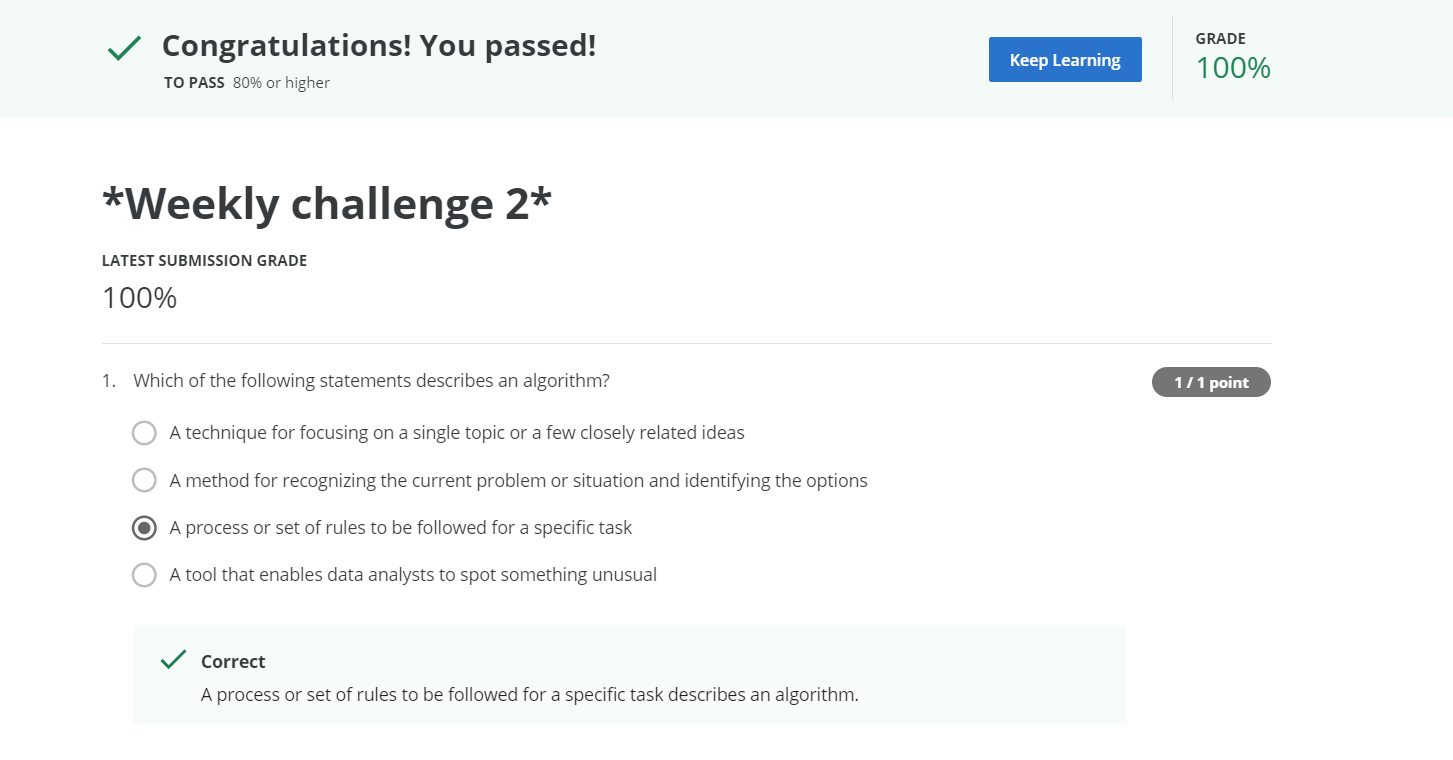 Congratulations! You passed!
TO PASS 80% or higher
Keep Learning
GRADE
100%
*Weekly challenge 2*
LATEST SUBMISSION GRADE
100%
1. Which of the following statements describes an algorithm?
1 / 1 point
A technique for focusing on a single topic or a few closely related ideas
A method for recognizing the current problem or situation and identifying the options
A process or set of rules to be followed for a specific task
A tool that enables data analysts to spot something unusual
Correct
A process or set of rules to be followed for a specific task describes an algorithm.